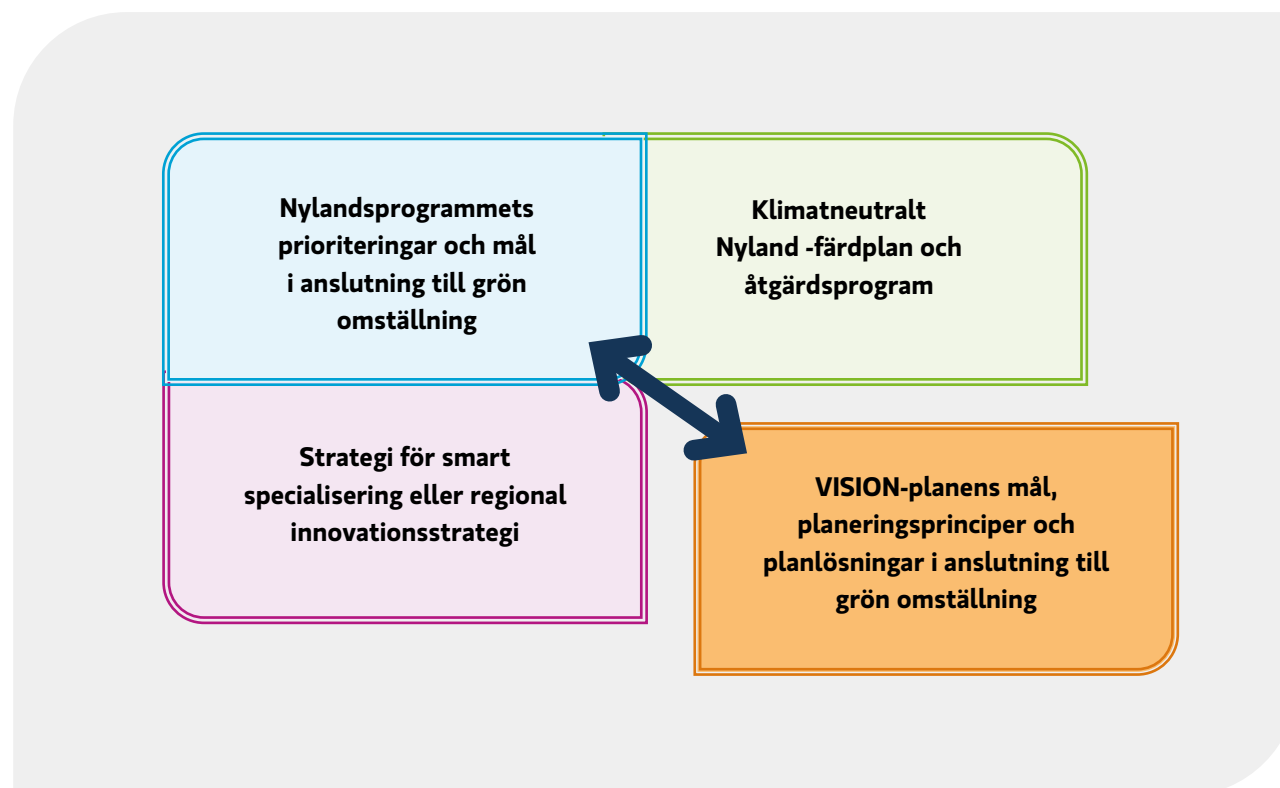 Nylandsprogrammets
prioriteringar och mål
i anslutning till grön
omställning
Klimatneutralt
Nyland -färdplan och
åtgärdsprogram
Strategi för smart
specialisering eller regional
innovationsstrategi
VISION-planens mål,
planeringsprinciper och
planlösningar i anslutning till
grön omställning